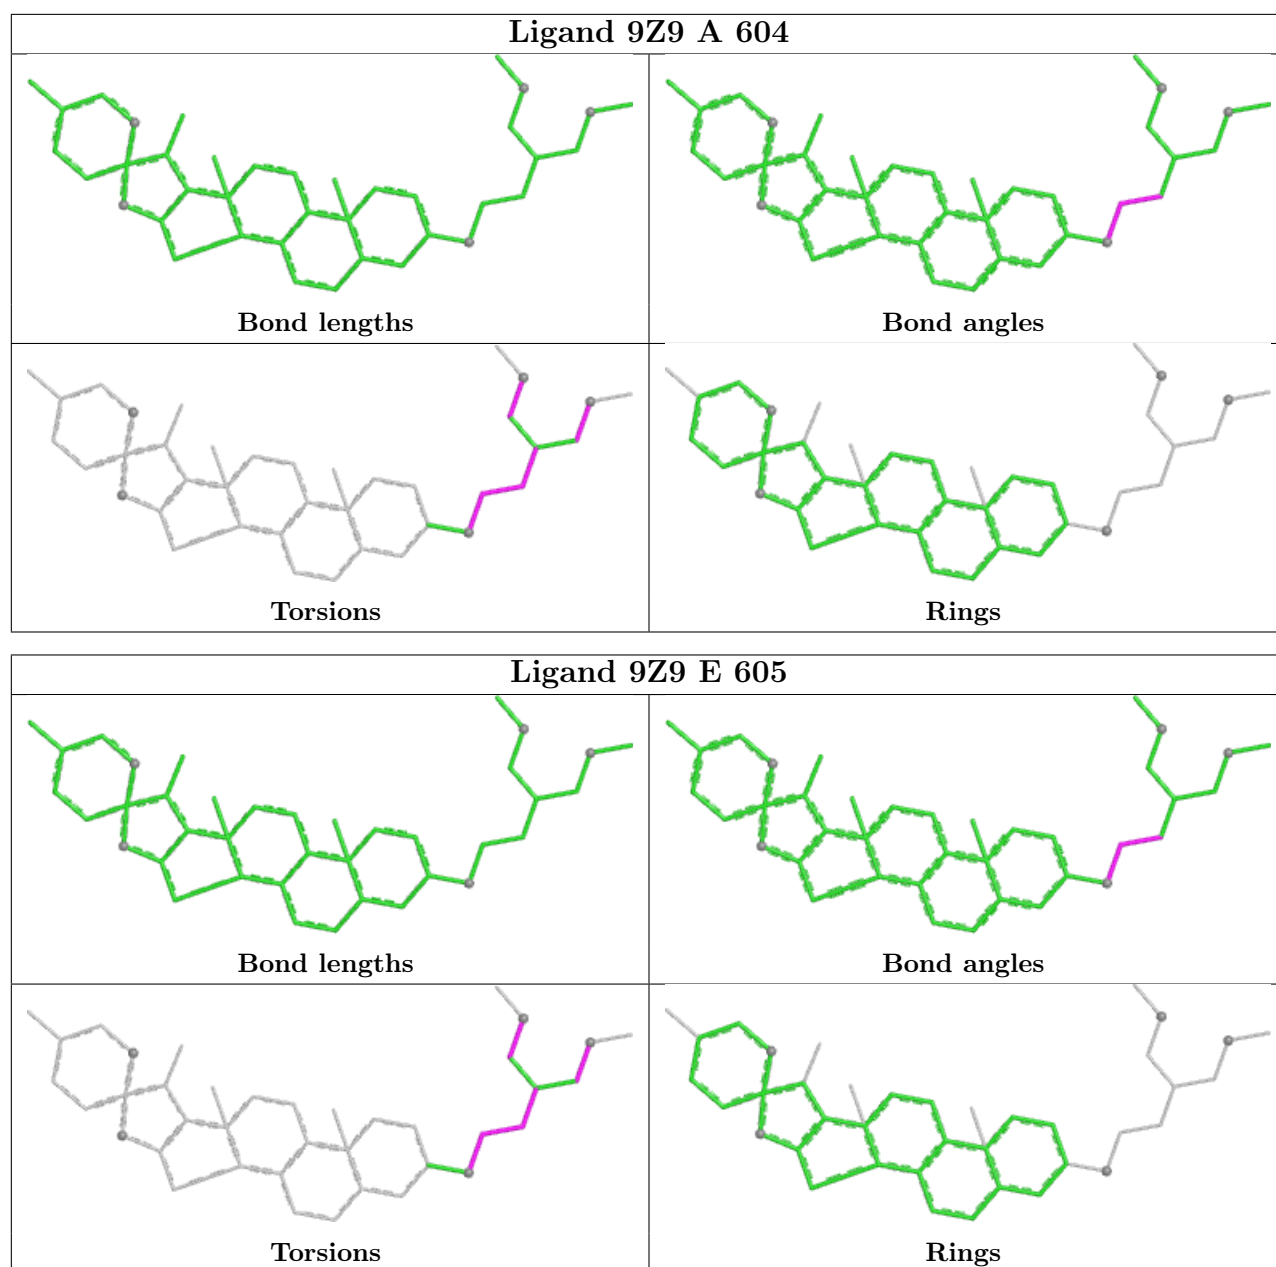 Ligand 9Z9 A 604
Bond lengths
Bond angles
Torsions
Rings
Ligand 9Z9 E 605
Bond lengths
Bond angles
Torsions
Rings